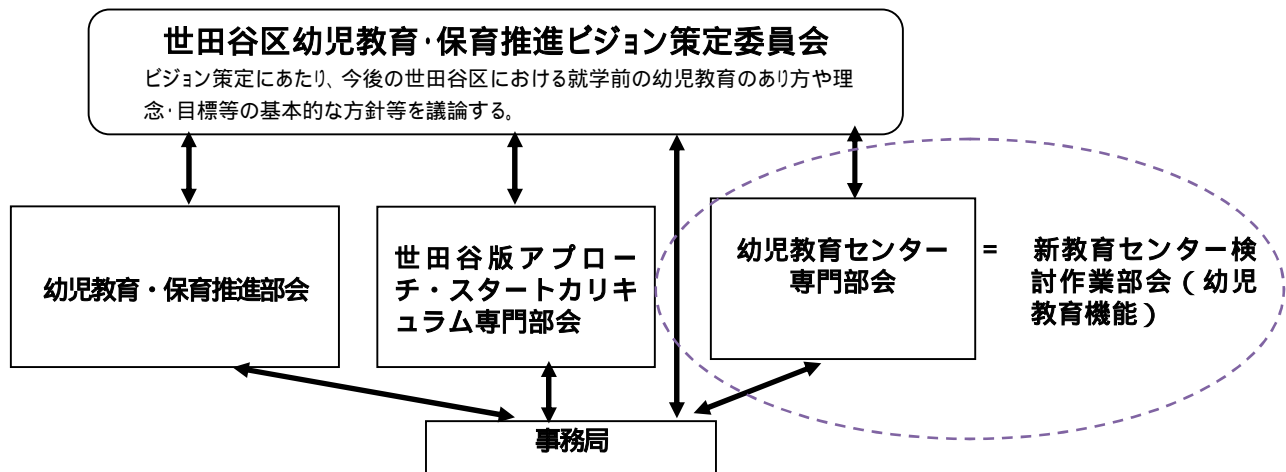 世田谷区幼児教育･保育推進ビジョン策定委員会
ビジョン策定にあたり、今後の世田谷区における就学前の幼児教育のあり方や理
念･目標等の基本的な方針等を議論する。
幼児教育・保育推進部会
世田谷版アプロー
チ・スタートカリキ
ュラム専門部会
幼児教育センター
専門部会
=
新教育センター検
討作業部会(幼児
教育機能)
事務局